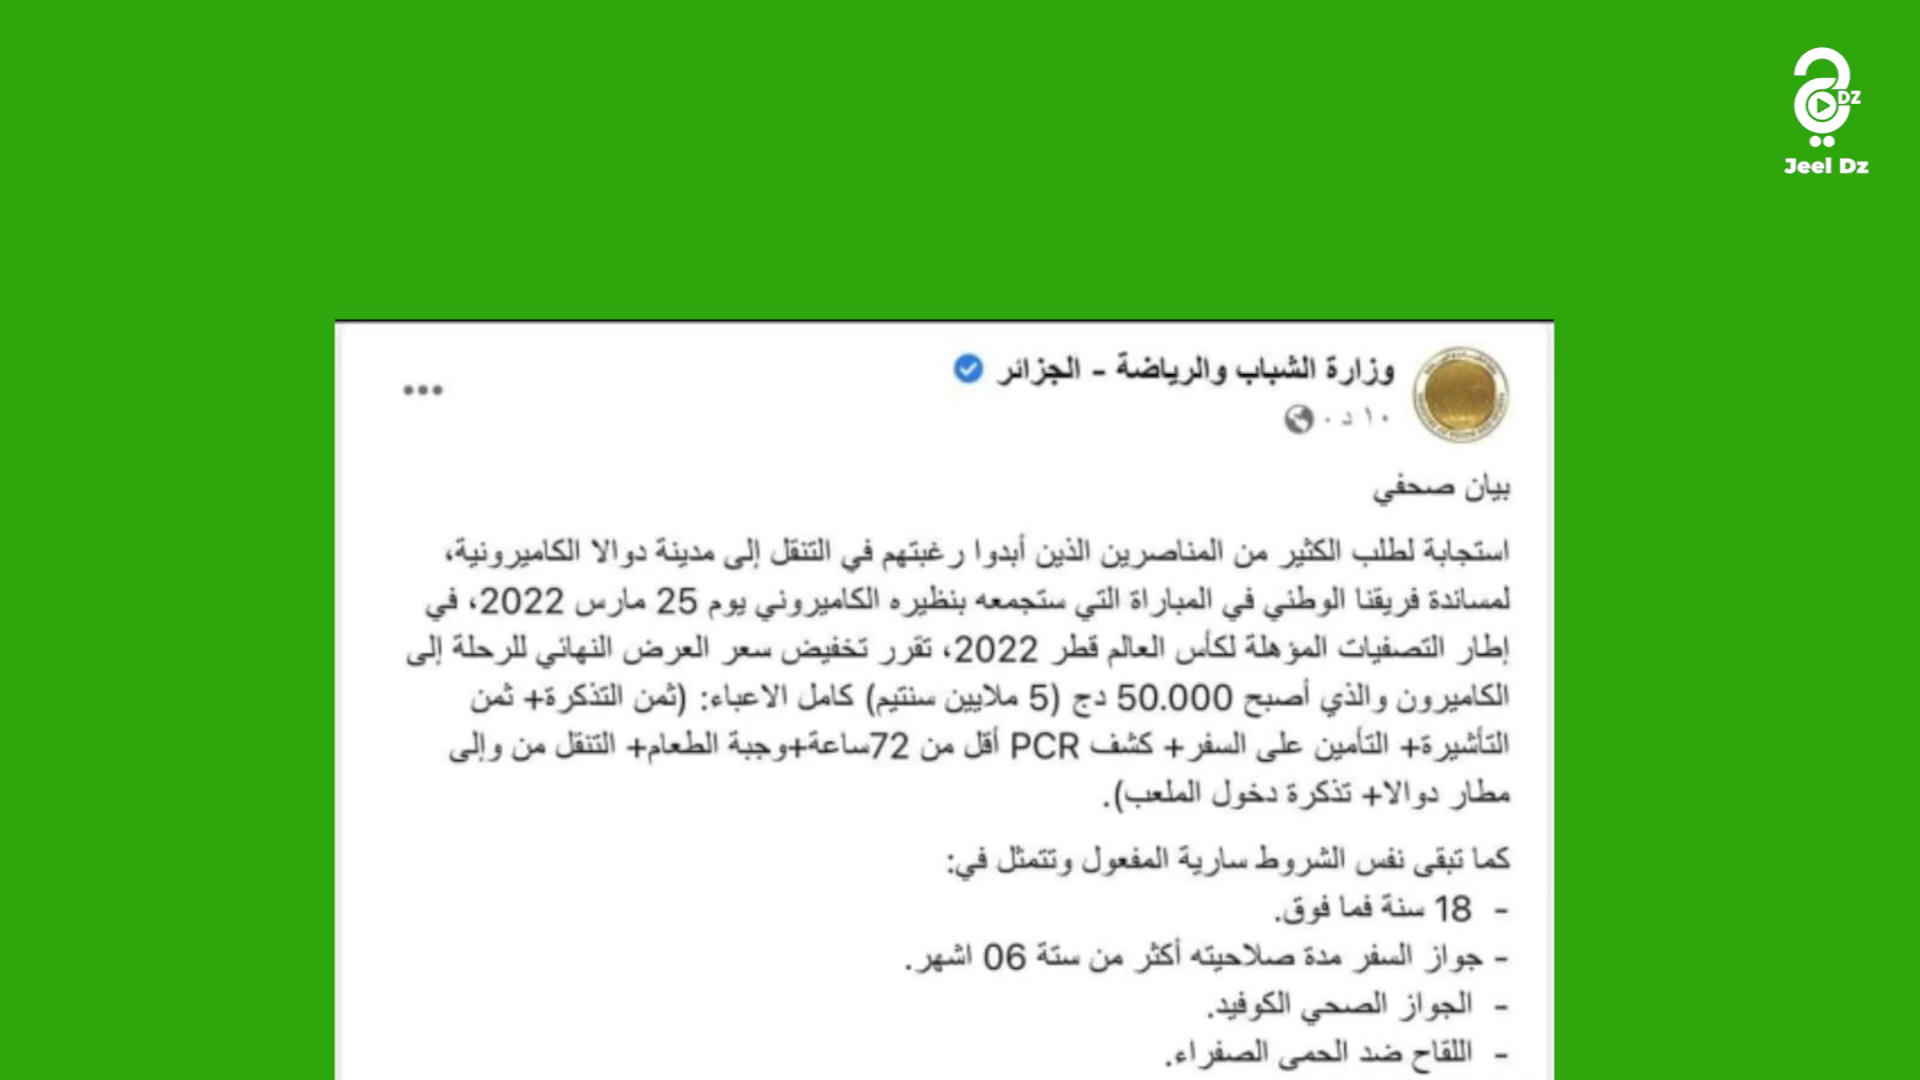 DZ
Jeel Dz
وزارة الشباب والرياضة - الجزائر
١٠ د ·
بيان صحفي
استجابة لطلب الكثير من المناصرين الذين أبدوا رغبتهم في التنقل إلى مدينة دوالا الكاميرونية،
لمساندة فريقنا الوطني في المباراة التي ستجمعه بنظيره الكاميروني يوم 25 مارس 2022، في
إطار التصفيات المؤهلة لكأس العالم قطر 2022، تقرر تخفيض سعر العرض النهائي للرحلة إلى
الكاميرون والذي أصبح 50.000 دج (5 ملايين سنتيم) كامل الاعباء: (ثمن التذكرة+ ثمن
التأشيرة+ التأمين على السفر+ كشف PCR أقل من 72ساعة+وجبة الطعام+ التنقل من وإلى
مطار دوالا+ تذكرة دخول الملعب).
كما تبقى نفس الشروط سارية المفعول وتتمثل في:
- 18 سنة فما فوق.
- جواز السفر مدة صلاحيته أكثر من ستة 06 اشهر.
- الجواز الصحي الكوفيد.
- اللقاح ضد الحمى الصفراء.